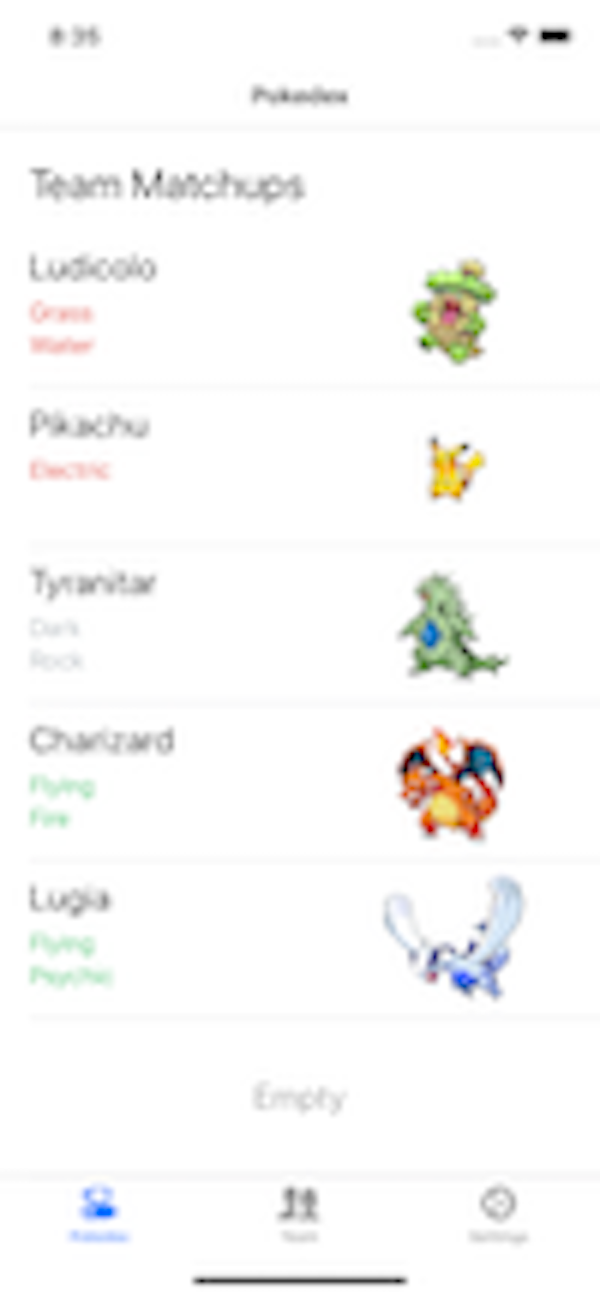 8:35
Pokedex
Team Matchups
Ludicolo
Grass
Water
Pikachu
Electric
Tyranitar
Dark
Rock
Charizard
Flying
Fire
Lugia
Flying
Psychic
Empty
Pokedex
Team
Settings